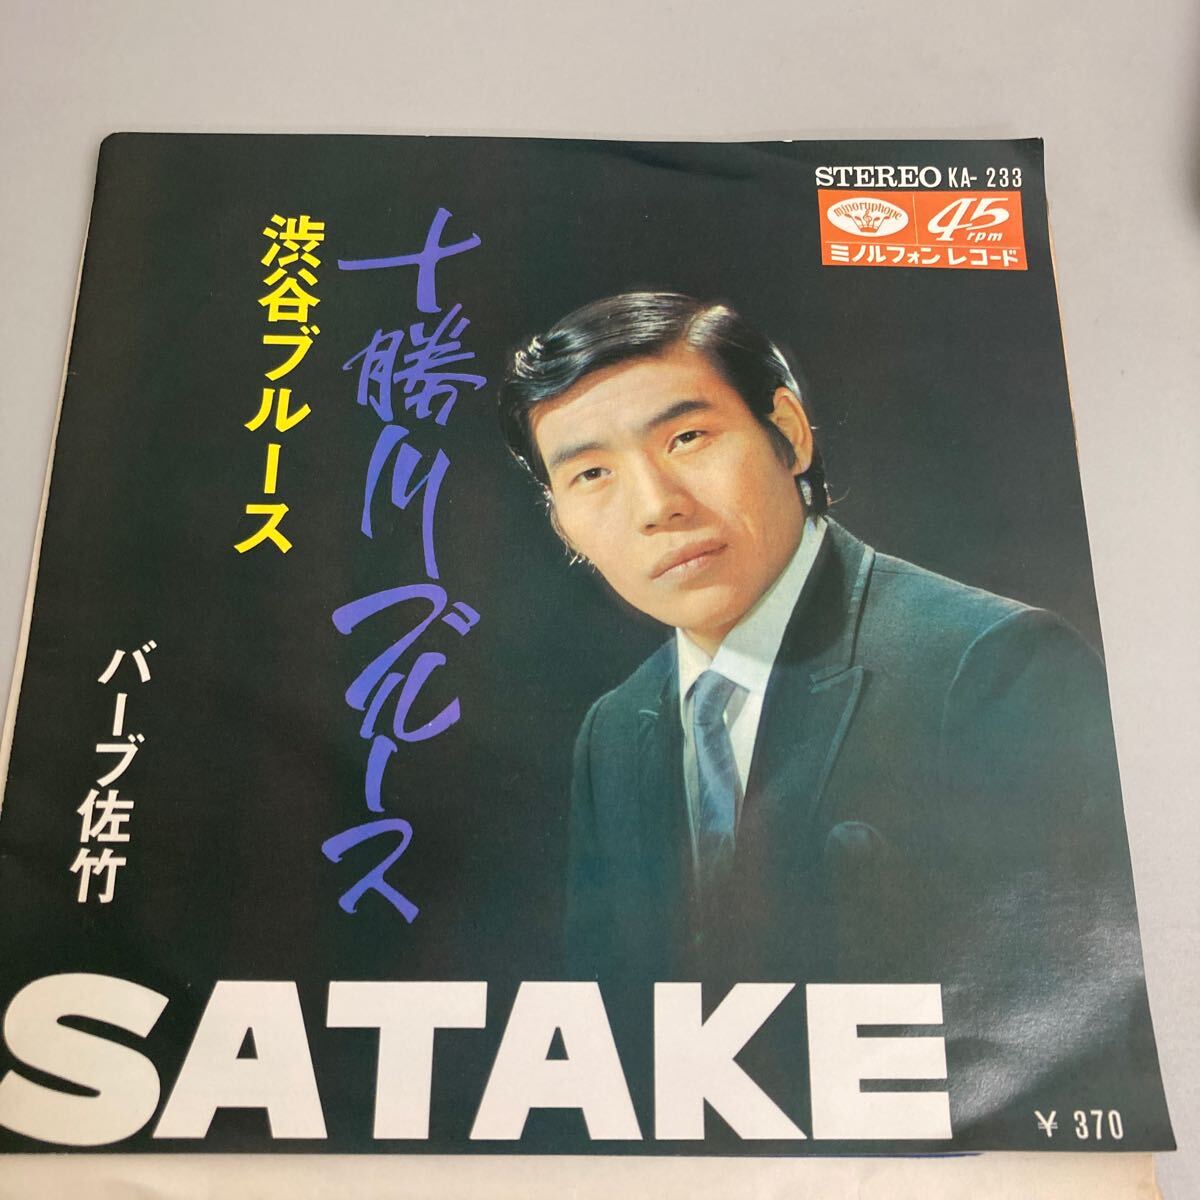 STEREO KA-233
minoryphone
45 rpm
ミノルフォン レコード
十勝川ブルース
渋谷ブルース
バーブ佐竹
SATAKE
¥ 370